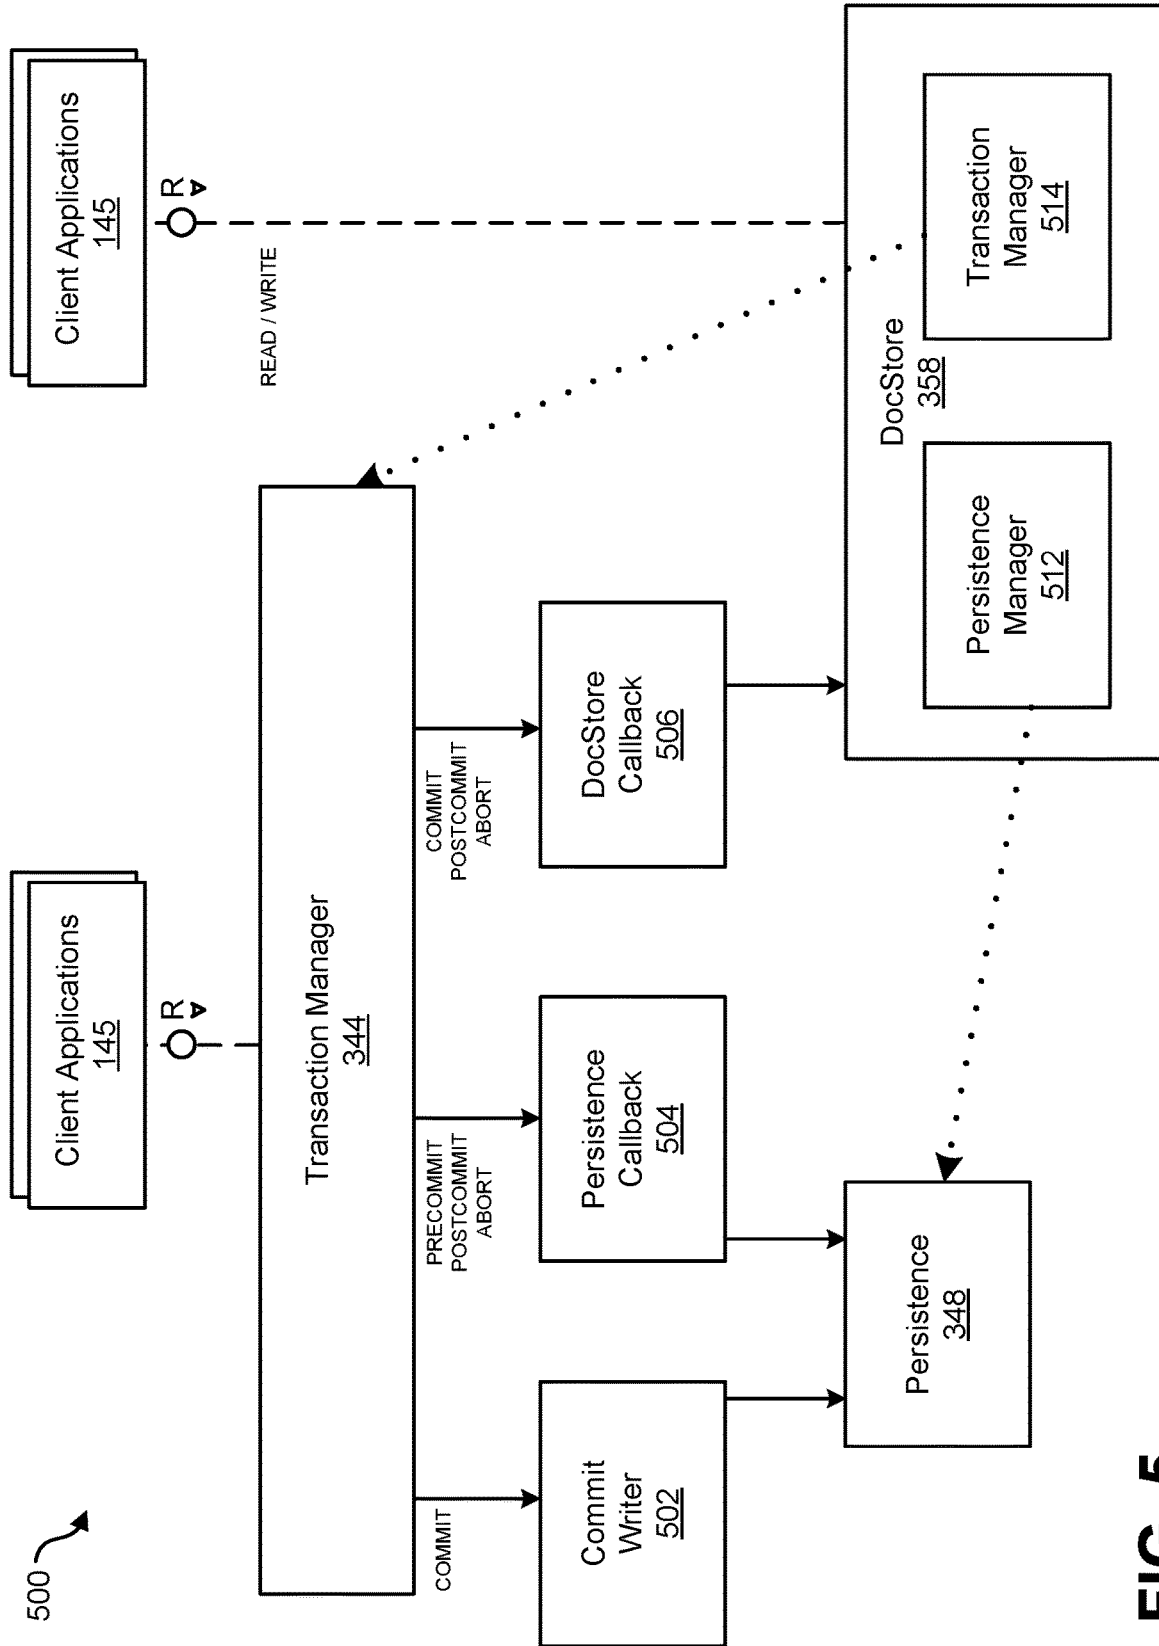 500
Client Applications
145
R
Client Applications
145
R
READ / WRITE
Transaction Manager
344
COMMIT
PRECOMMIT
POSTCOMMIT
ABORT
COMMIT
POSTCOMMIT
ABORT
Commit
Writer
502
Persistence
Callback
504
DocStore
Callback
506
Persistence
348
DocStore
358
Persistence
Manager
512
Transaction
Manager
514
FIG. 5